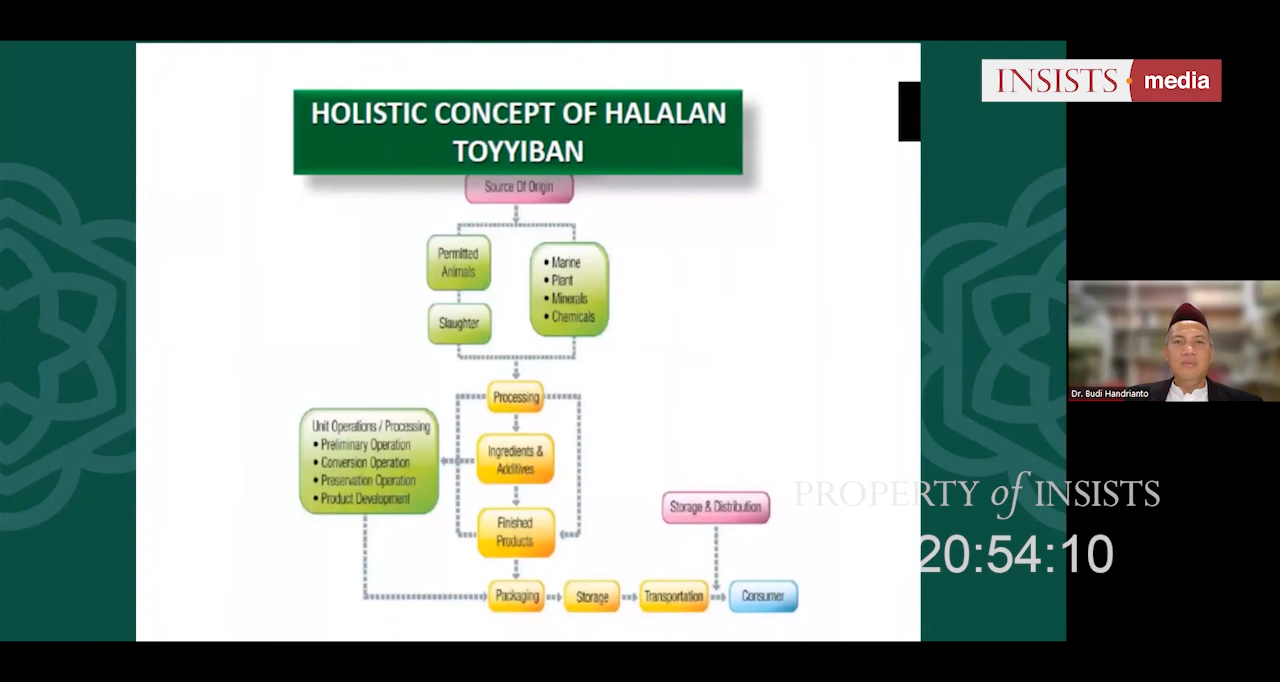 INSISTS media
HOLISTIC CONCEPT OF HALALAN
TOYYIBAN
Source Of Origin
Permitted
Animals
Slaughter
• Marine
• Plant
• Minerals
• Chemicals
Processing
Unit Operations / Processing
• Preliminary Operation
• Conversion Operation
• Preservation Operation
• Product Development
Ingredients &
Additives
Finished
Products
Storage & Distribution
Packaging
Storage
Transportation
Consumer
Dr. Budi Handrianto
PROPERTY of INSISTS
20:54:10